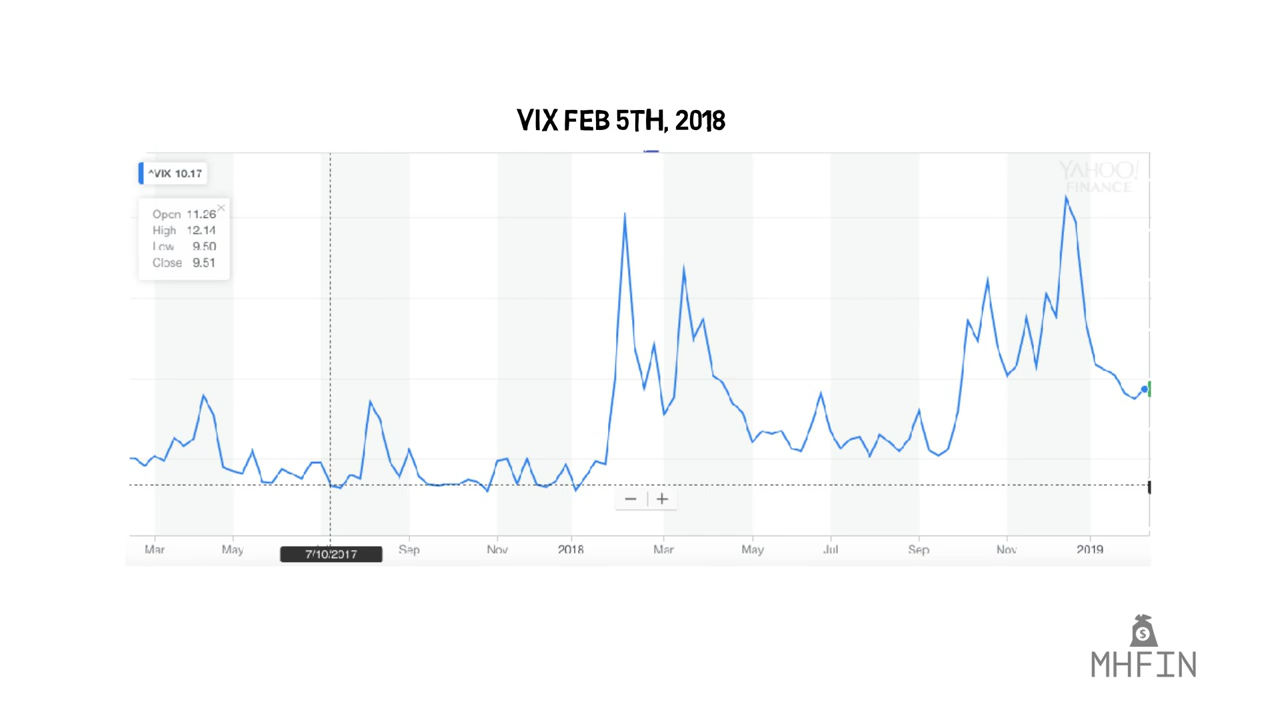 VIX FEB 5TH, 2018
^VIX 10.17
YAHOO!
FINANCE
Open 11.26
High 12.14
Low 9.50
Close 9.51
− +
Mar May 7/10/2017 Sep Nov 2018 Mar May Jul Sep Nov 2019
$
MHFIN